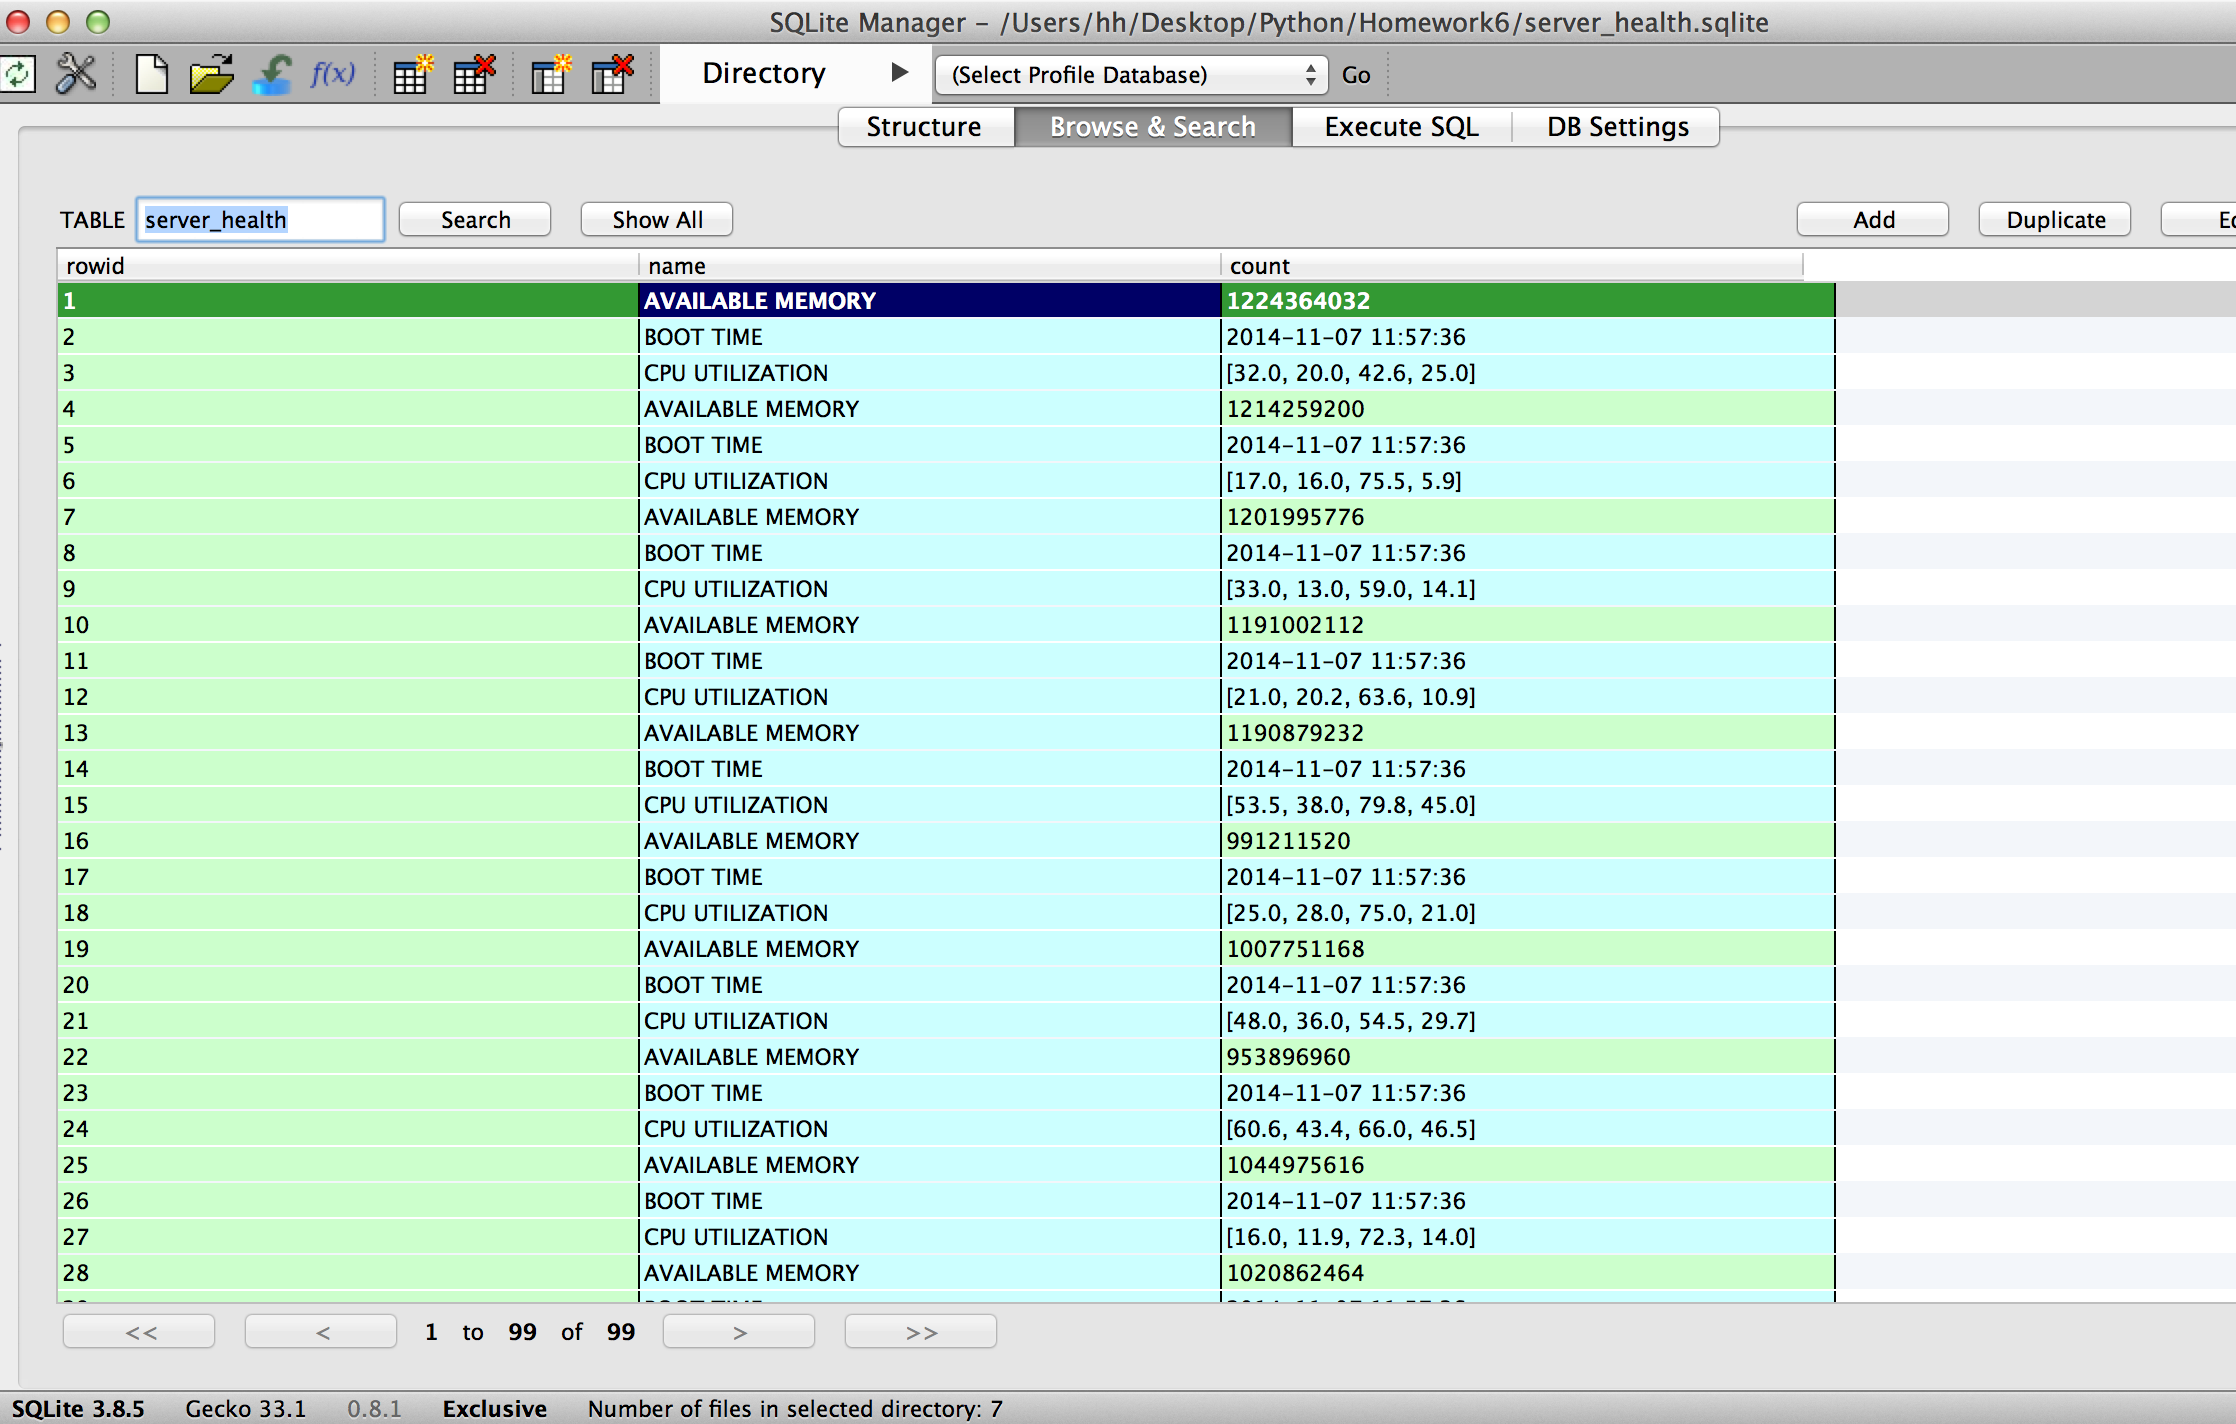 SQLite Manager – /Users/hh/Desktop/Python/Homework6/server_health.sqlite
f(x) Directory (Select Profile Database) Go
Structure Browse & Search Execute SQL DB Settings
TABLE server_health Search Show All Add Duplicate
rowid name count
1 AVAILABLE MEMORY 1224364032
2 BOOT TIME 2014-11-07 11:57:36
3 CPU UTILIZATION [32.0, 20.0, 42.6, 25.0]
4 AVAILABLE MEMORY 1214259200
5 BOOT TIME 2014-11-07 11:57:36
6 CPU UTILIZATION [17.0, 16.0, 75.5, 5.9]
7 AVAILABLE MEMORY 1201995776
8 BOOT TIME 2014-11-07 11:57:36
9 CPU UTILIZATION [33.0, 13.0, 59.0, 14.1]
10 AVAILABLE MEMORY 1191002112
11 BOOT TIME 2014-11-07 11:57:36
12 CPU UTILIZATION [21.0, 20.2, 63.6, 10.9]
13 AVAILABLE MEMORY 1190879232
14 BOOT TIME 2014-11-07 11:57:36
15 CPU UTILIZATION [53.5, 38.0, 79.8, 45.0]
16 AVAILABLE MEMORY 991211520
17 BOOT TIME 2014-11-07 11:57:36
18 CPU UTILIZATION [25.0, 28.0, 75.0, 21.0]
19 AVAILABLE MEMORY 1007751168
20 BOOT TIME 2014-11-07 11:57:36
21 CPU UTILIZATION [48.0, 36.0, 54.5, 29.7]
22 AVAILABLE MEMORY 953896960
23 BOOT TIME 2014-11-07 11:57:36
24 CPU UTILIZATION [60.6, 43.4, 66.0, 46.5]
25 AVAILABLE MEMORY 1044975616
26 BOOT TIME 2014-11-07 11:57:36
27 CPU UTILIZATION [16.0, 11.9, 72.3, 14.0]
28 AVAILABLE MEMORY 1020862464
<< < 1 to 99 of 99 > >>
SQLite 3.8.5 Gecko 33.1 0.8.1 Exclusive Number of files in selected directory: 7